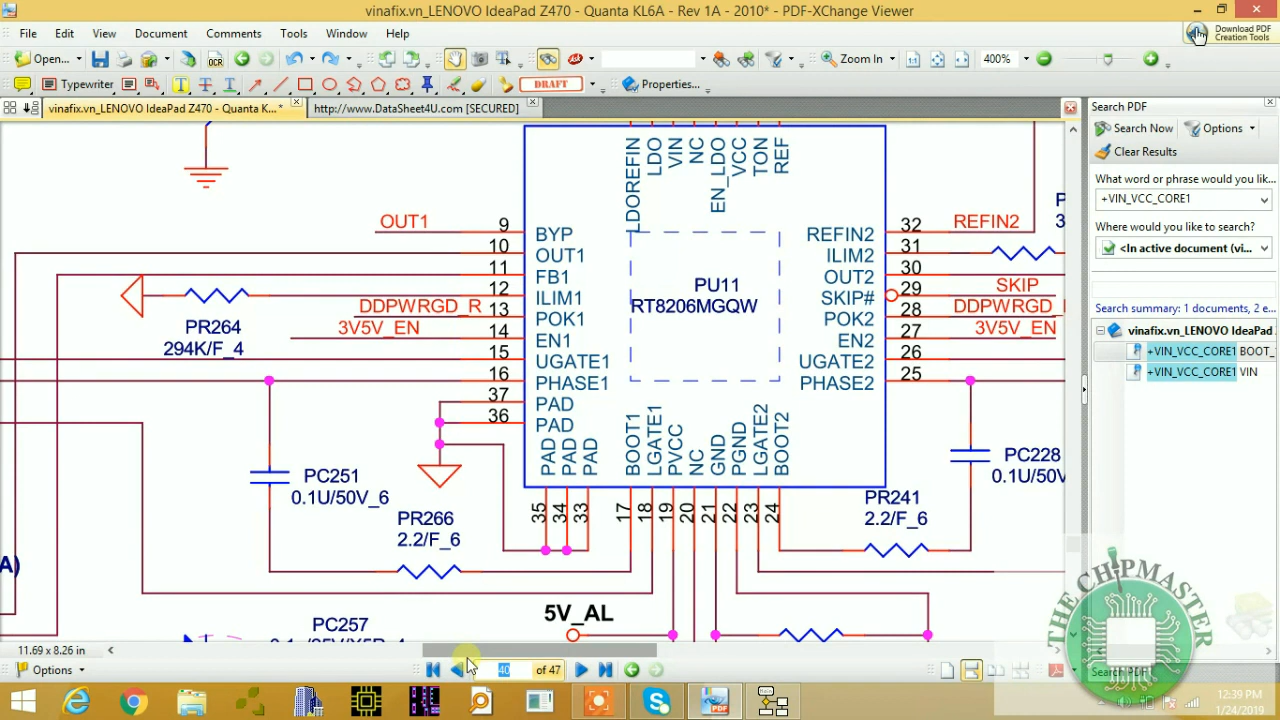 vinafix.vn_LENOVO IdeaPad Z470 - Quanta KL6A - Rev 1A - 2010* - PDF-XChange Viewer
File Edit View Document Comments Tools Window Help
Download PDF
Creation Tools
Open...
OCR
Zoom In
400%
Typewriter
DRAFT
Properties...
vinafix.vn_LENOVO IdeaPad Z470 - Quanta K... *
http://www.DataSheet4U.com [SECURED]
Search PDF
Search Now
Options
Clear Results
What word or phrase would you lik...
+VIN_VCC_CORE1
Where would you like to search?
<In active document (vi...
Search summary: 1 documents, 2 e
vinafix.vn_LENOVO IdeaPad
+VIN_VCC_CORE1 BOOT_
+VIN_VCC_CORE1 VIN
LDOREFIN
LDO
VIN
NC
EN_LDO
VCC
TON
REF
OUT1
9
BYP
10
OUT1
11
FB1
12
ILIM1
DDPWRGD_R
13
POK1
3V5V_EN
14
EN1
15
UGATE1
16
PHASE1
37
PAD
36
PAD
PR264
294K/F_4
PU11
RT8206MGQW
REFIN2
32
REFIN2
ILIM2
31
OUT2
30
SKIP#
29
SKIP
POK2
28
DDPWRGD_
EN2
27
3V5V_EN
UGATE2
26
PHASE2
25
PAD
PAD
PAD
BOOT1
LGATE1
PVCC
NC
GND
PGND
LGATE2
BOOT2
35
34
33
17
18
19
20
21
22
23
24
PC251
0.1U/50V_6
PR266
2.2/F_6
PC228
0.1U/50V
PR241
2.2/F_6
A)
PC257
5V_AL
THE CHIPMASTER
11.69 x 8.26 in
Options
40
of 47
12:39 PM
1/24/2019